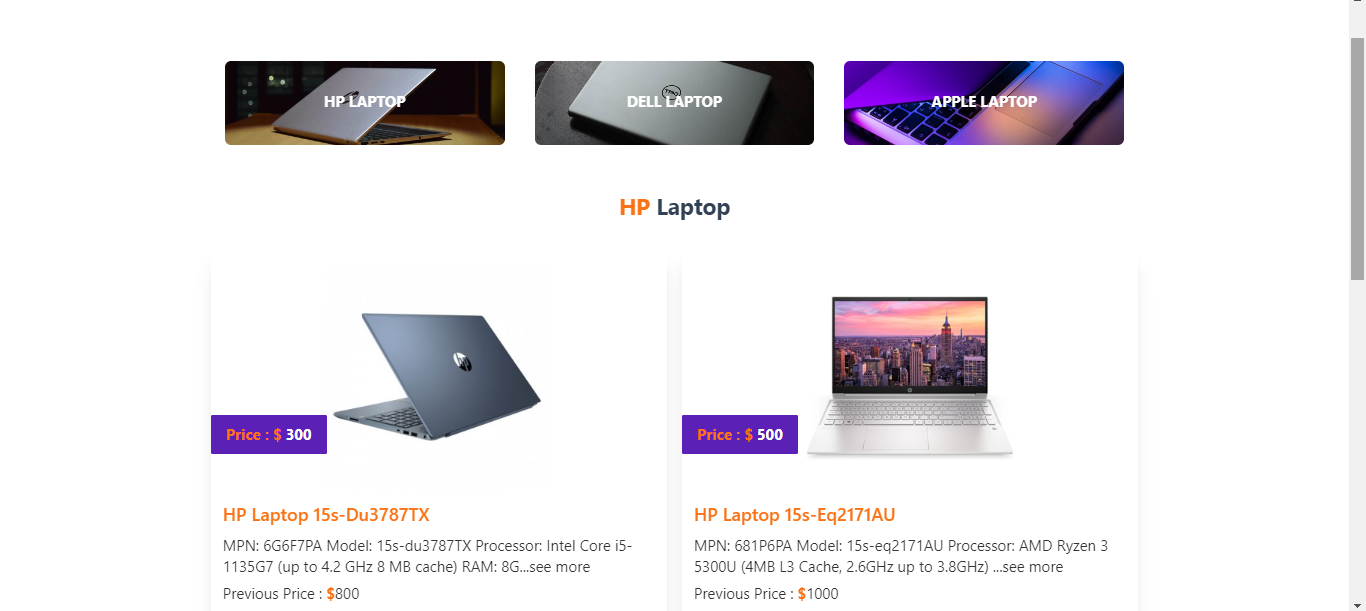 HP LAPTOP
DELL LAPTOP
APPLE LAPTOP
HP Laptop
Price : $ 300
Price : $ 500
HP Laptop 15s-Du3787TX
MPN: 6G6F7PA Model: 15s-du3787TX Processor: Intel Core i5-
1135G7 (up to 4.2 GHz 8 MB cache) RAM: 8G...see more
Previous Price : $800
HP Laptop 15s-Eq2171AU
MPN: 681P6PA Model: 15s-eq2171AU Processor: AMD Ryzen 3
5300U (4MB L3 Cache, 2.6GHz up to 3.8GHz) ...see more
Previous Price : $1000